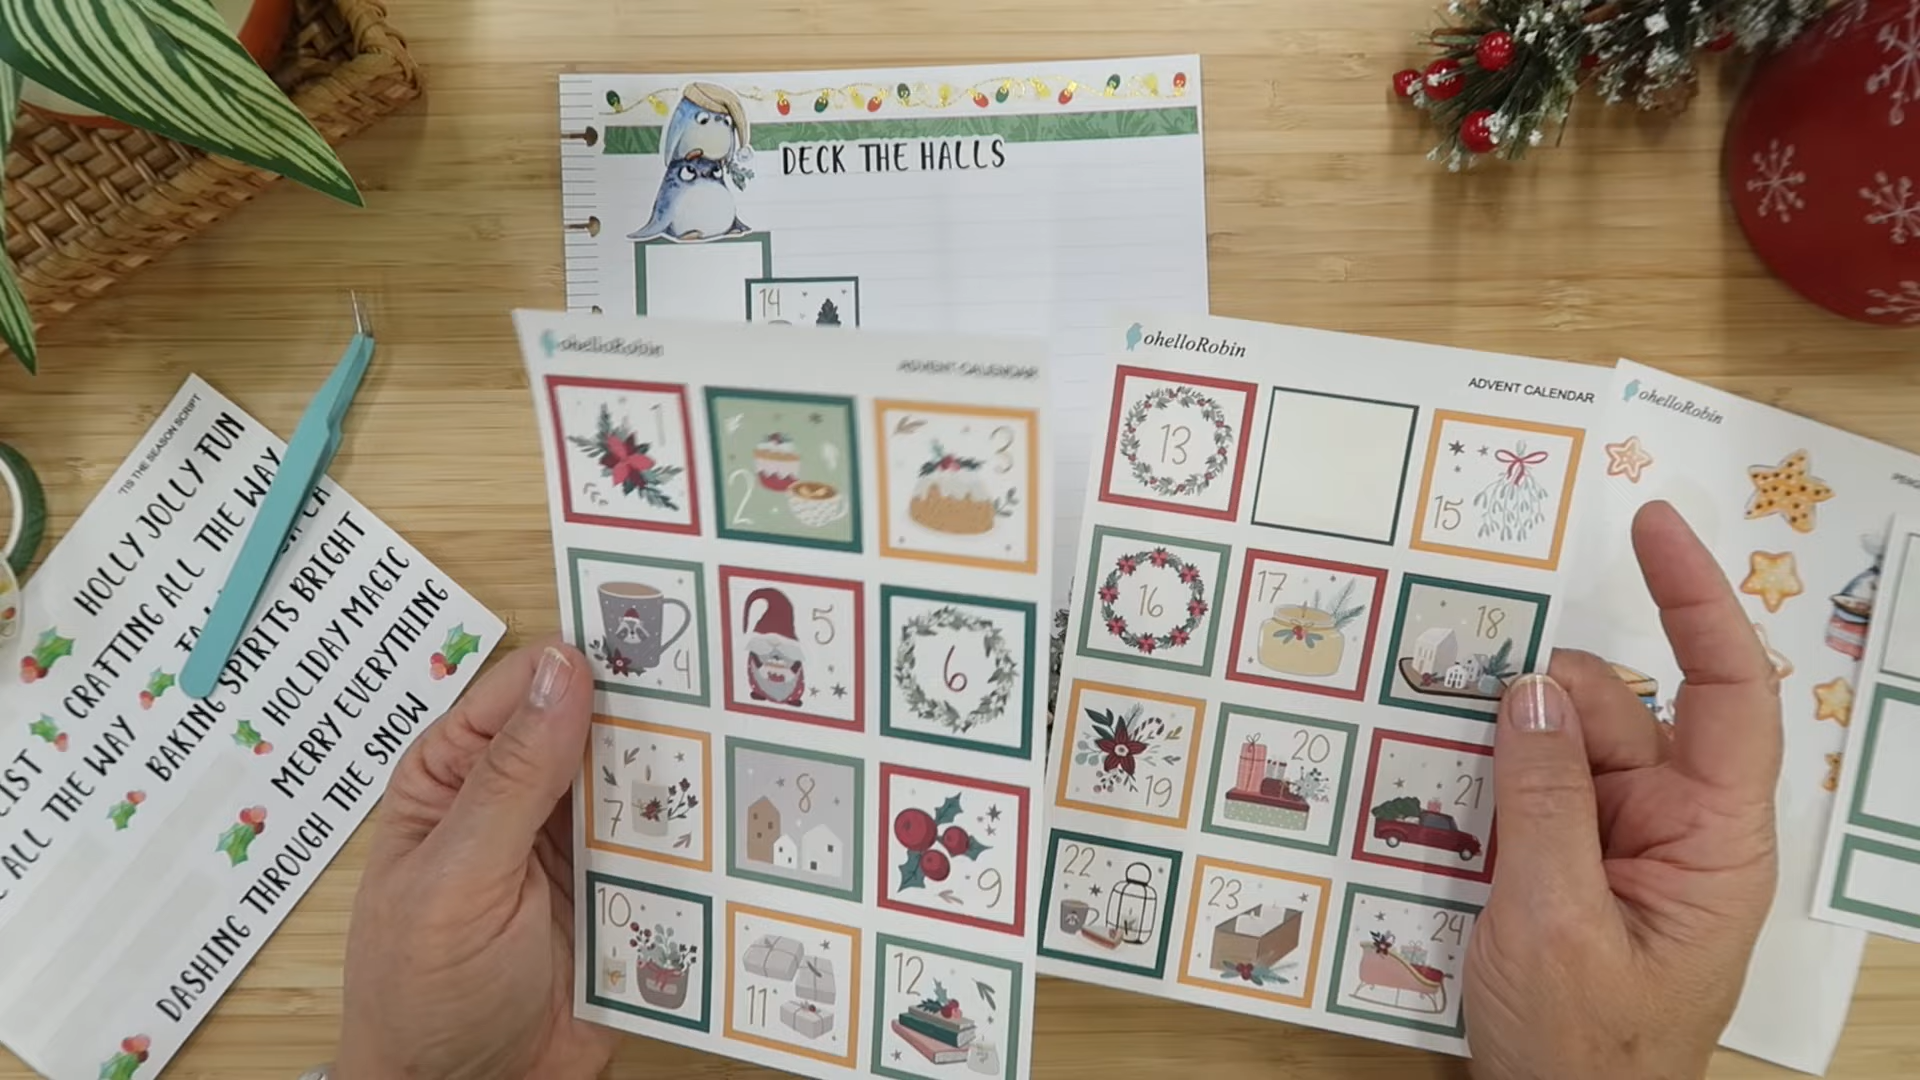 DECK THE HALLS
14
ohelloRobin
ADVENT CALENDAR
1
2
3
4
5
6
7
8
9
10
11
12
ohelloRobin
ADVENT CALENDAR
13
15
16
17
18
19
20
21
22
23
24
ohelloRobin
'TIS THE SEASON SCRIPT
HOLLY JOLLY FUN
CRAFTING ALL THE WAY
BAKING SPIRITS BRIGHT
HOLIDAY MAGIC
MERRY EVERYTHING
DASHING THROUGH THE SNOW
LIST
ALL THE WAY